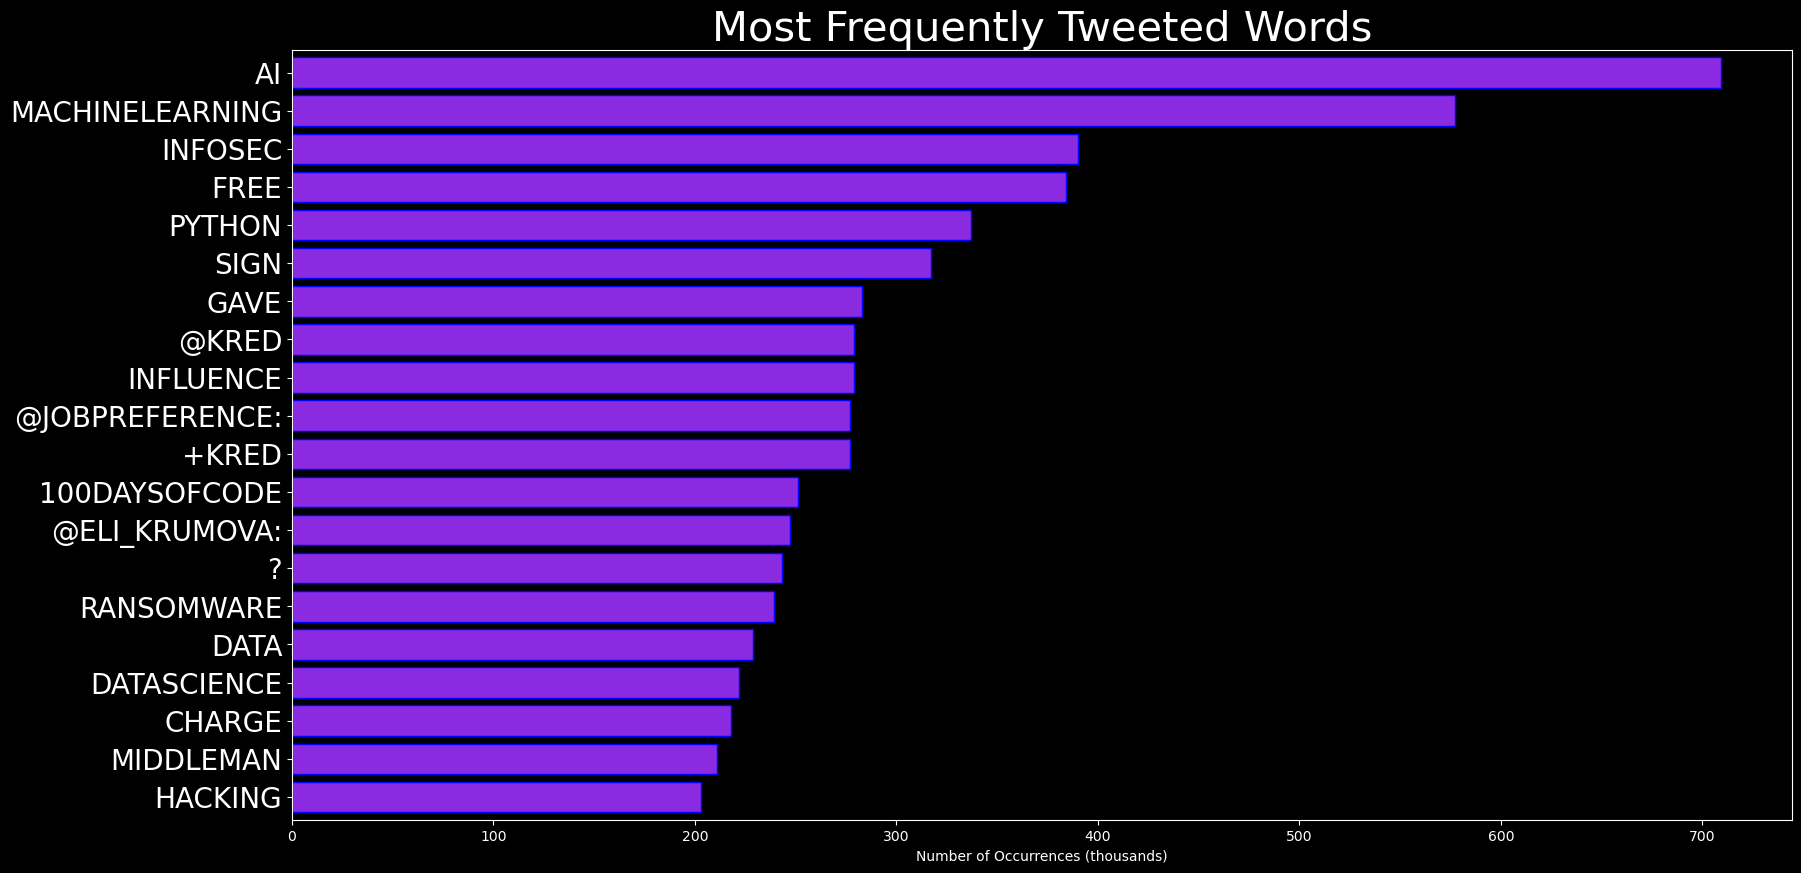 Most Frequently Tweeted Words
AI
MACHINELEARNING
INFOSEC
FREE
PYTHON
SIGN
GAVE
@KRED
INFLUENCE
@JOBPREFERENCE:
+KRED
100DAYSOFCODE
@ELI_KRUMOVA:
?
RANSOMWARE
DATA
DATASCIENCE
CHARGE
MIDDLEMAN
HACKING
0 100 200 300 400 500 600 700
Number of Occurrences (thousands)